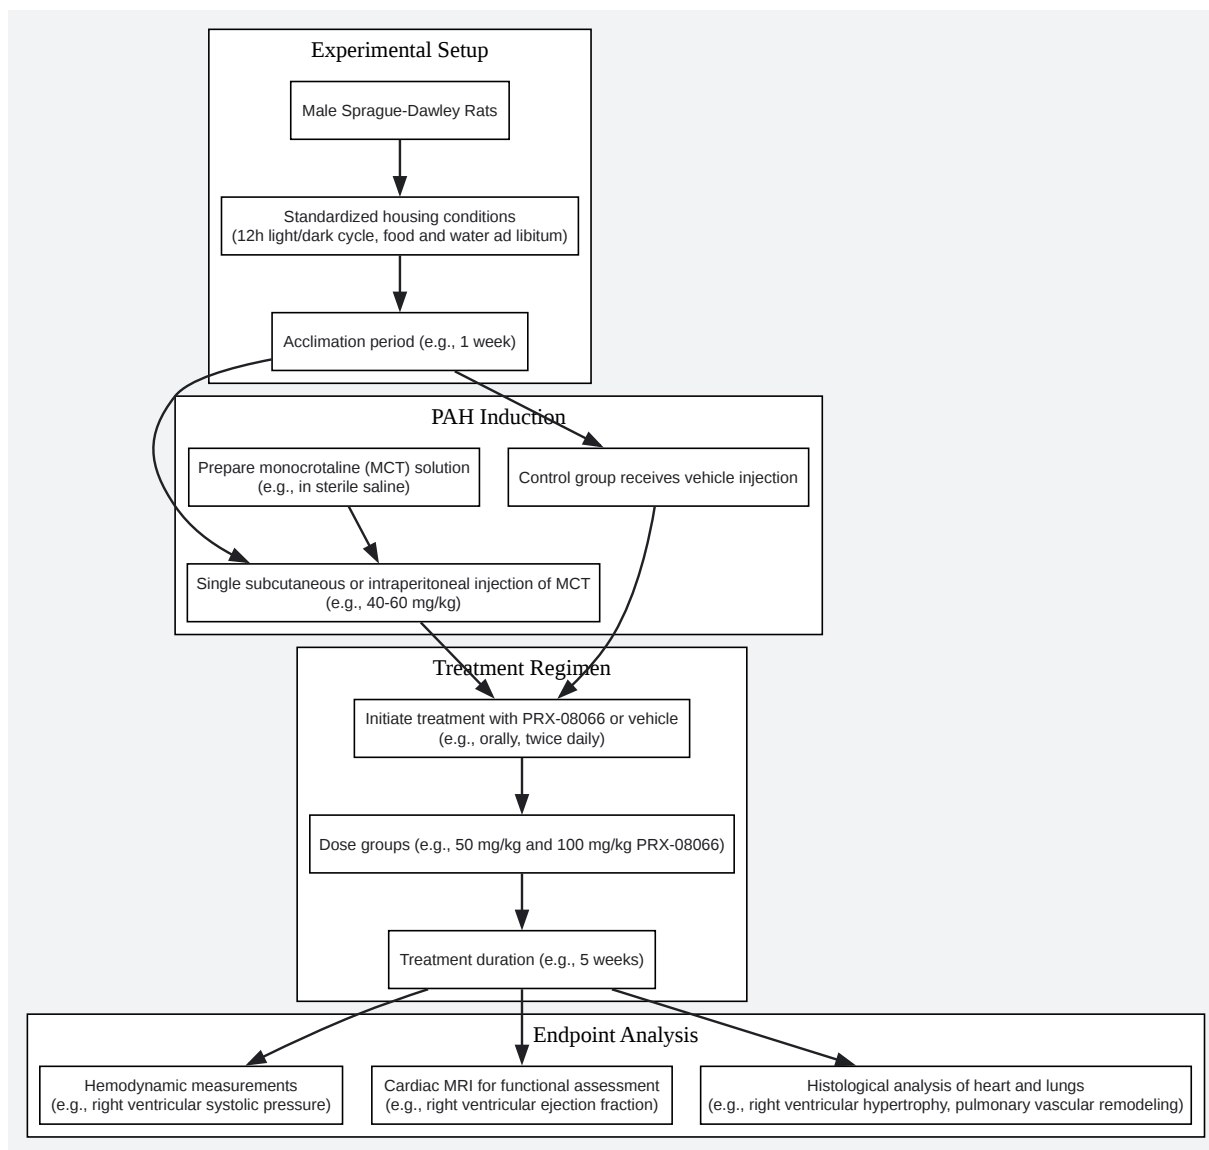 Experimental Setup
Male Sprague-Dawley Rats
Standardized housing conditions
(12h light/dark cycle, food and water ad libitum)
Acclimation period (e.g., 1 week)
PAH Induction
Prepare monocrotaline (MCT) solution
(e.g., in sterile saline)
Control group receives vehicle injection
Single subcutaneous or intraperitoneal injection of MCT
(e.g., 40-60 mg/kg)
Treatment Regimen
Initiate treatment with PRX-08066 or vehicle
(e.g., orally, twice daily)
Dose groups (e.g., 50 mg/kg and 100 mg/kg PRX-08066)
Treatment duration (e.g., 5 weeks)
Endpoint Analysis
Hemodynamic measurements
(e.g., right ventricular systolic pressure)
Cardiac MRI for functional assessment
(e.g., right ventricular ejection fraction)
Histological analysis of heart and lungs
(e.g., right ventricular hypertrophy, pulmonary vascular remodeling)